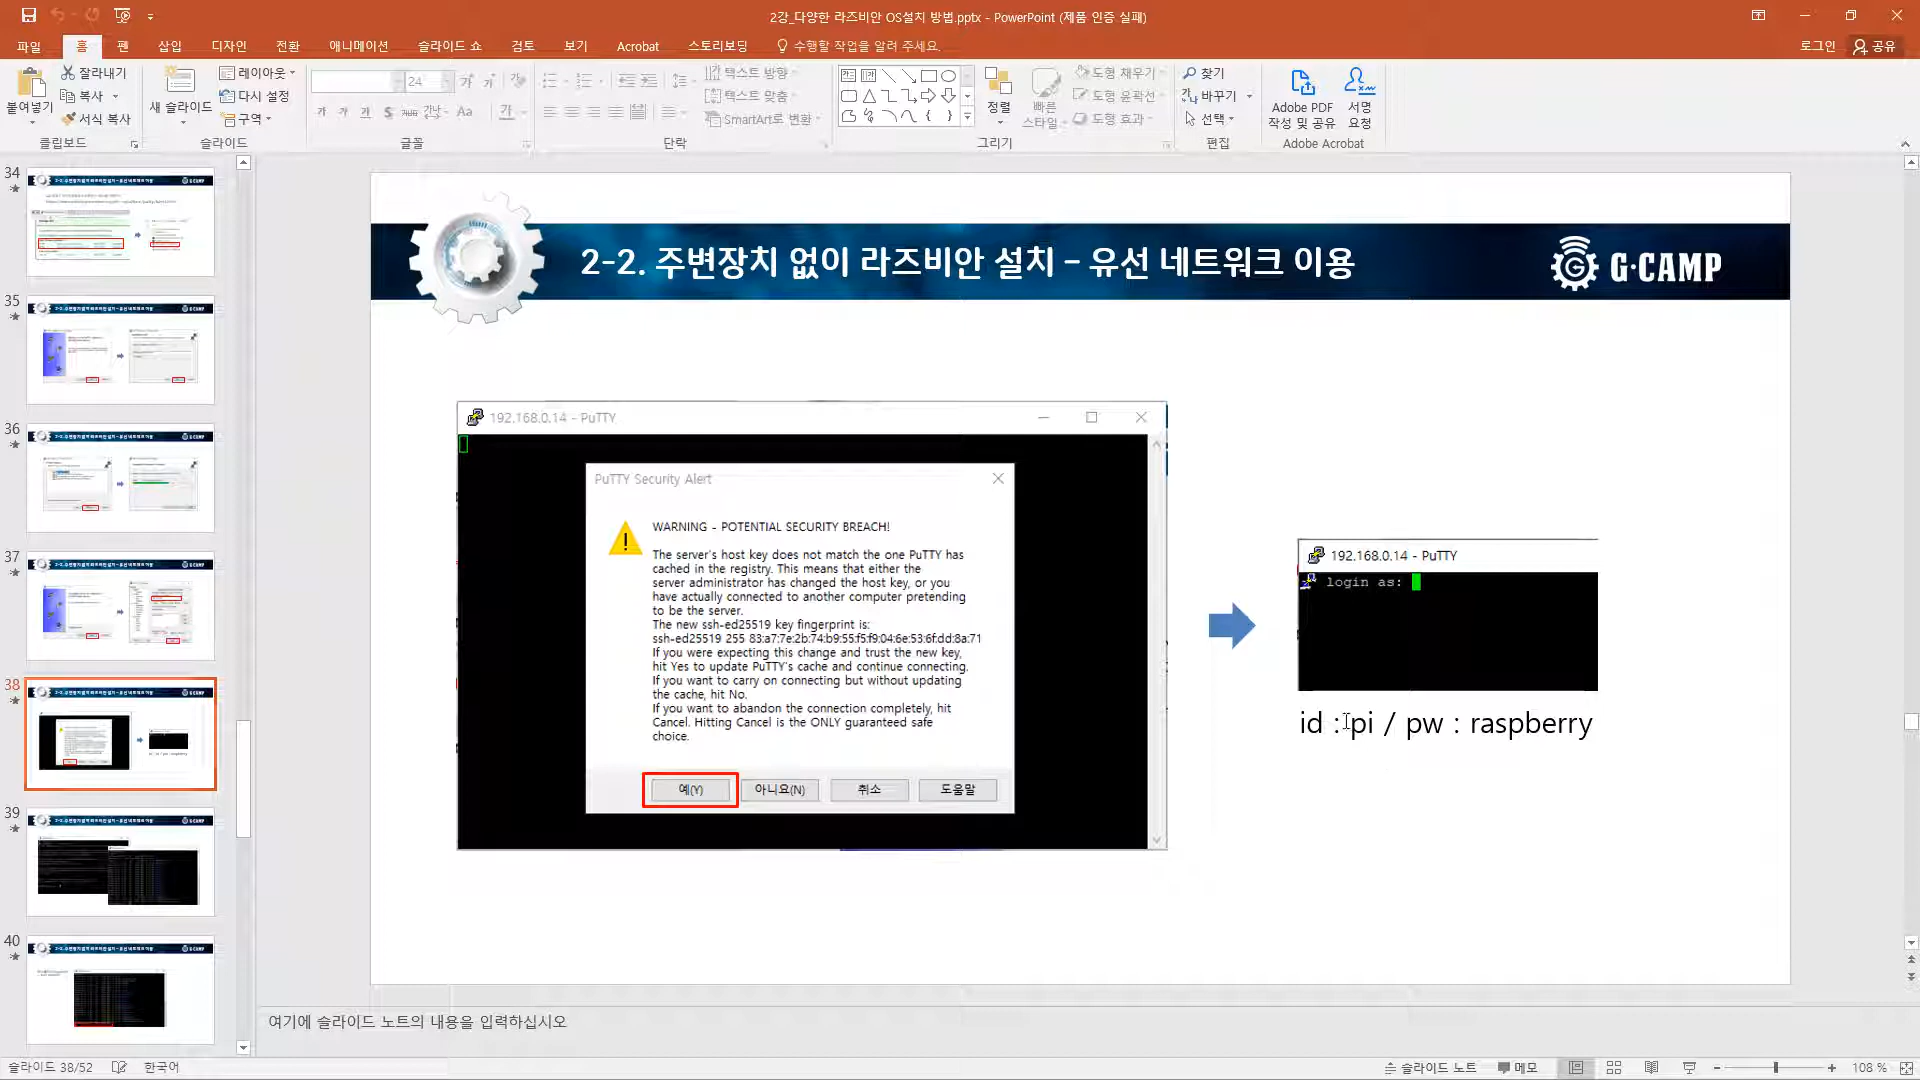 2강_다양한 라즈비안 OS설치 방법.pptx - PowerPoint (제품 인증 실패)
파일 홈 펜 삽입 디자인 전환 애니메이션 슬라이드 쇼 검토 보기 Acrobat 스토리보딩 수행할 작업을 알려 주세요. 로그인 공유
붙여넣기 잘라내기 복사 서식 복사
클립보드
새 슬라이드 레이아웃 다시 설정 구역
슬라이드
24
가 가 가 S 가나다 간 Aa 가
글꼴
텍스트 방향
텍스트 맞춤
SmartArt로 변환
단락
정렬 빠른 스타일 도형 채우기 도형 윤곽선 도형 효과
그리기
찾기
바꾸기
선택
편집
Adobe PDF 작성 및 공유 서명 요청
Adobe Acrobat
34
35
36
37
38
39
40
2-2. 주변장치 없이 라즈비안 설치 – 유선 네트워크 이용
G·CAMP
192.168.0.14 - PuTTY
PuTTY Security Alert
WARNING - POTENTIAL SECURITY BREACH!
The server's host key does not match the one PuTTY has
cached in the registry. This means that either the
server administrator has changed the host key, or you
have actually connected to another computer pretending
to be the server.
The new ssh-ed25519 key fingerprint is:
ssh-ed25519 255 83:a7:7e:2b:74:b9:55:f5:f9:04:6e:53:6f:dd:8a:71
If you were expecting this change and trust the new key,
hit Yes to update PuTTY's cache and continue connecting.
If you want to carry on connecting but without updating
the cache, hit No.
If you want to abandon the connection completely, hit
Cancel. Hitting Cancel is the ONLY guaranteed safe
choice.
예(Y) 아니요(N) 취소 도움말
192.168.0.14 - PuTTY
login as:
id : pi / pw : raspberry
여기에 슬라이드 노트의 내용을 입력하십시오
슬라이드 38/52 한국어 슬라이드 노트 메모 108 %